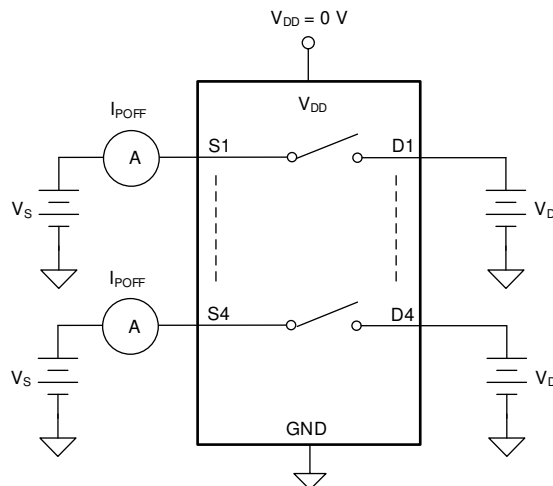 V_DD = 0 V
V_DD
I_POFF
A
S1
D1
V_S
V_D
I_POFF
A
S4
D4
V_S
V_D
GND